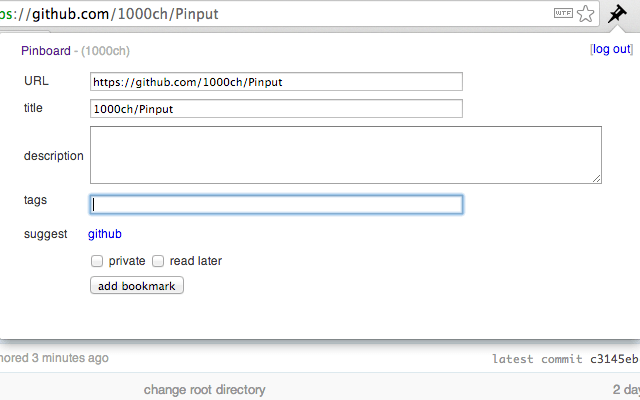 ps://github.com/1000ch/Pinput WTF
Pinboard - (1000ch) [log out]
URL https://github.com/1000ch/Pinput
title 1000ch/Pinput
description
tags
suggest github
private read later
add bookmark
hored 3 minutes ago latest commit c3145eb
change root directory 2 day